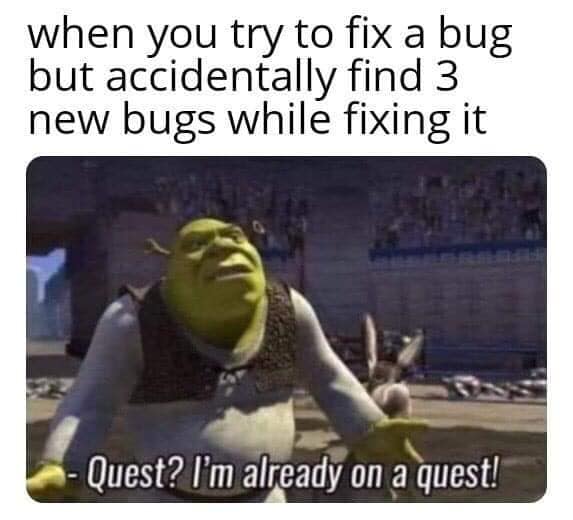 when you try to fix a bug
but accidentally find 3
new bugs while fixing it
- Quest? I'm already on a quest!